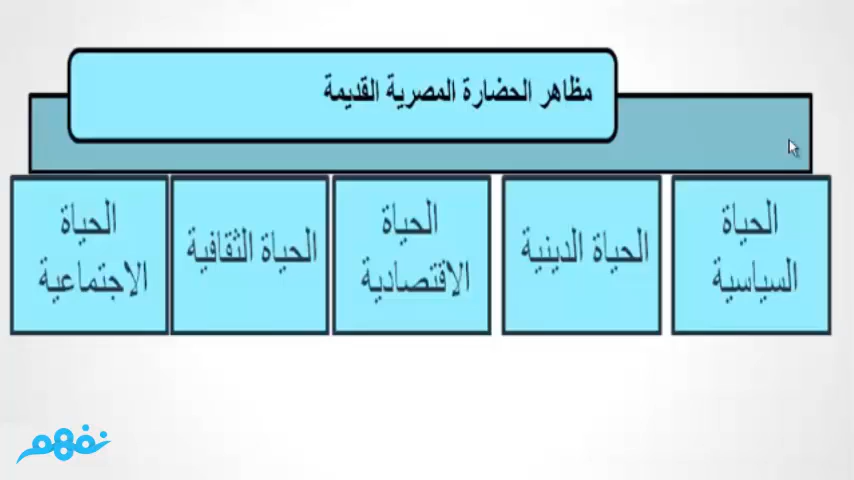 مظاهر الحضارة المصرية القديمة
الحياة
السياسية
الحياة الدينية
الحياة
الاقتصادية
الحياة الثقافية
الحياة
الاجتماعية
نفهم